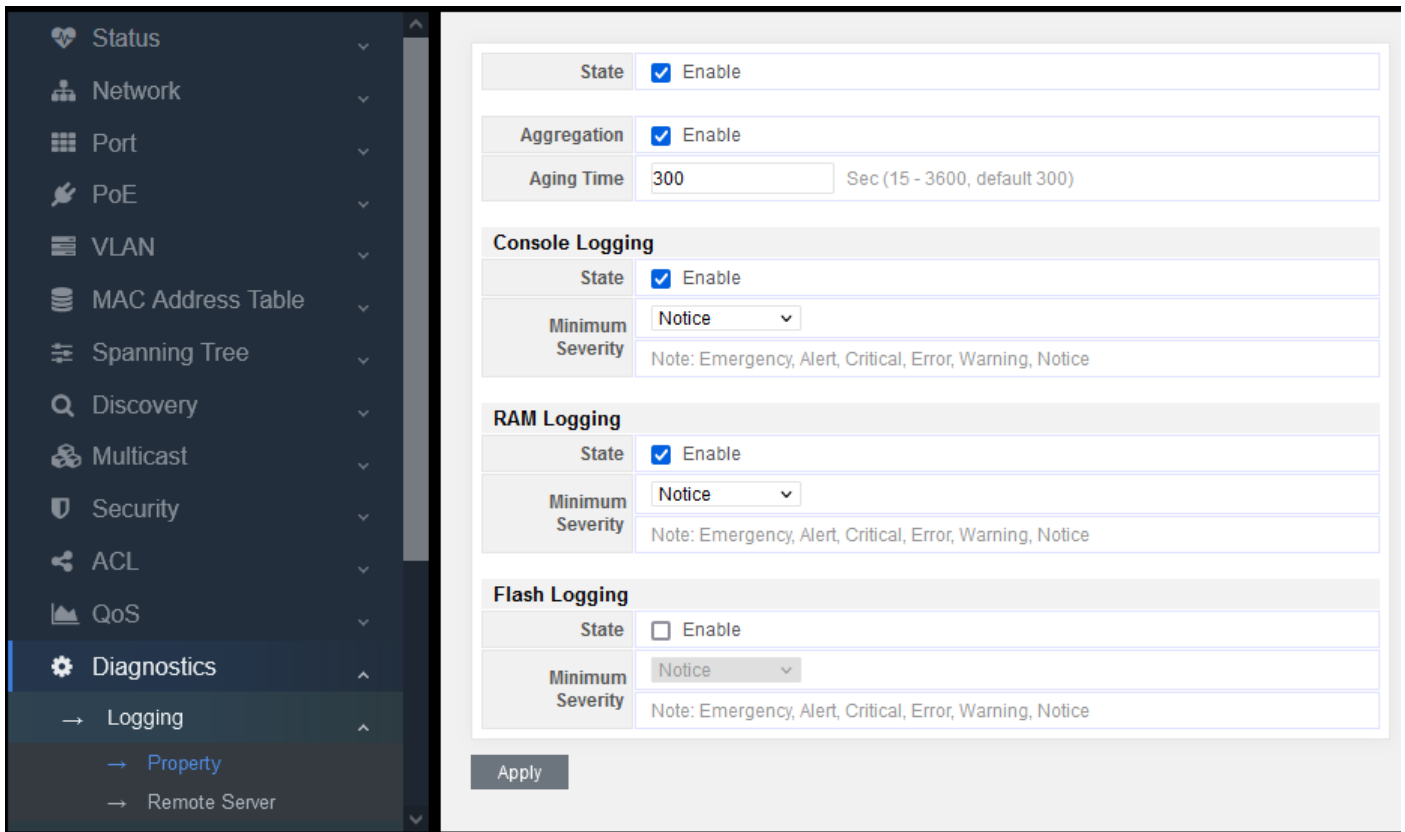 Status
Network
Port
PoE
VLAN
MAC Address Table
Spanning Tree
Discovery
Multicast
Security
ACL
QoS
Diagnostics
→ Logging
→ Property
→ Remote Server
State Enable
Aggregation Enable
Aging Time 300 Sec (15 - 3600, default 300)
Console Logging
State Enable
Minimum Severity Notice
Note: Emergency, Alert, Critical, Error, Warning, Notice
RAM Logging
State Enable
Minimum Severity Notice
Note: Emergency, Alert, Critical, Error, Warning, Notice
Flash Logging
State Enable
Minimum Severity Notice
Note: Emergency, Alert, Critical, Error, Warning, Notice
Apply